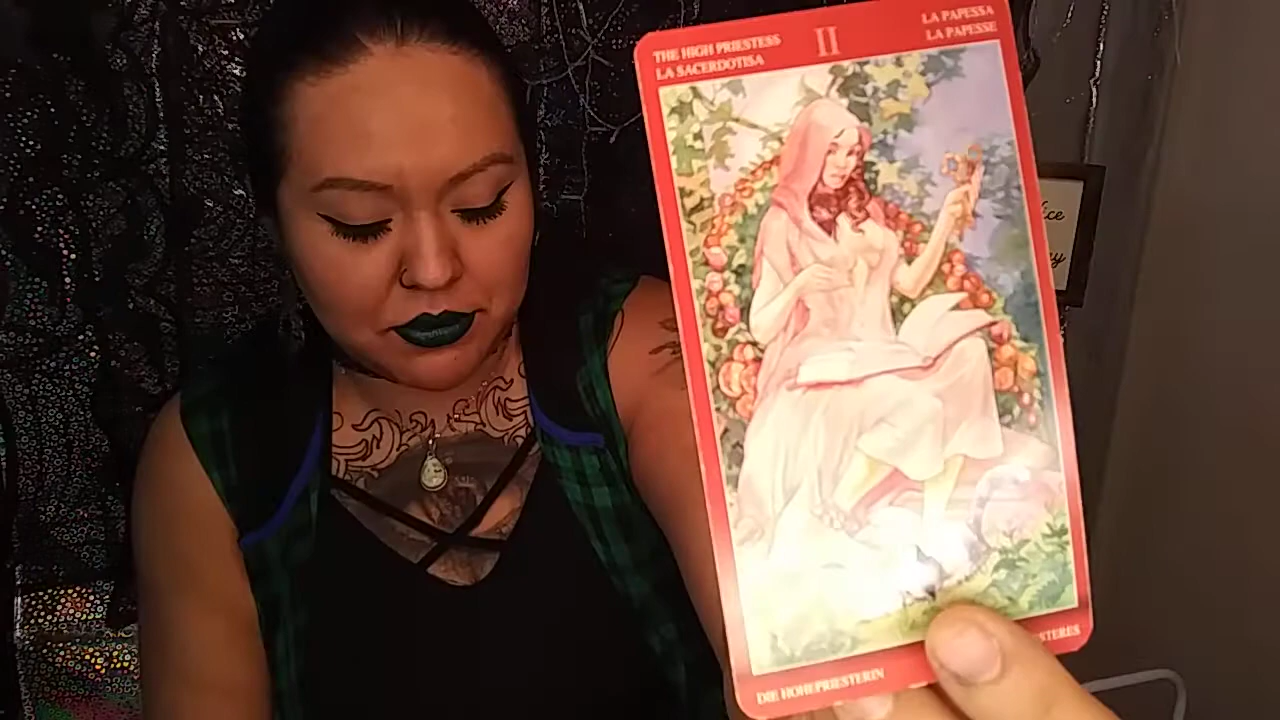 THE HIGH PRIESTESS
LA SACERDOTISA
II
LA PAPESSA
LA PAPESSE
DIE HOHEPRIESTERIN